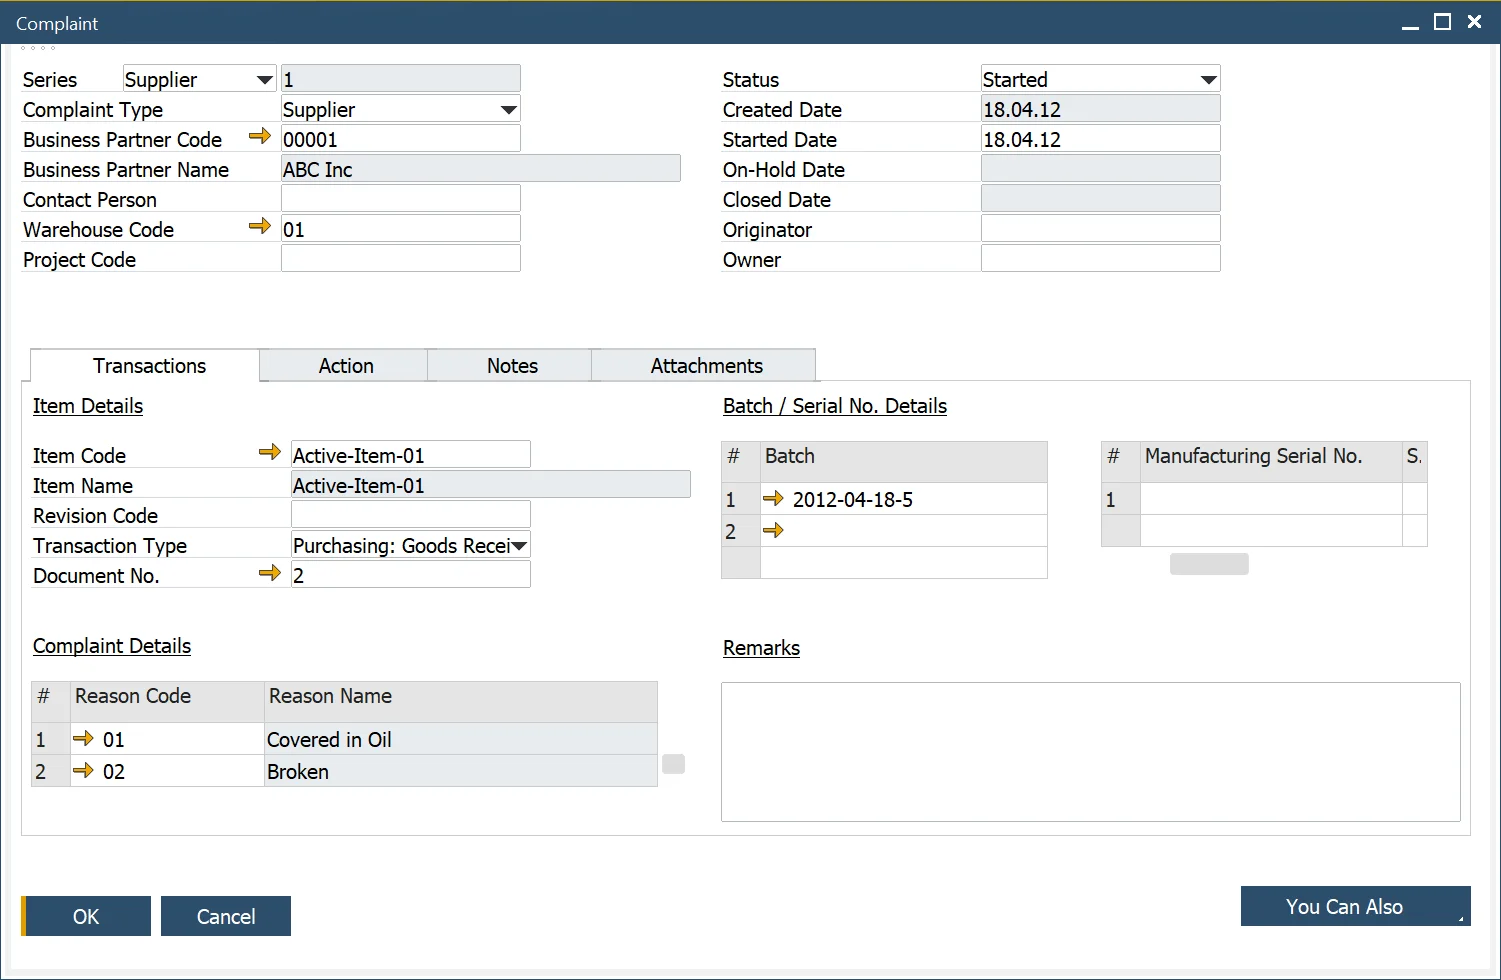 Complaint
Series Supplier 1
Complaint Type Supplier
Business Partner Code 00001
Business Partner Name ABC Inc
Contact Person
Warehouse Code 01
Project Code
Status Started
Created Date 18.04.12
Started Date 18.04.12
On-Hold Date
Closed Date
Originator
Owner
Transactions Action Notes Attachments
Item Details
Item Code Active-Item-01
Item Name Active-Item-01
Revision Code
Transaction Type Purchasing: Goods Recei
Document No. 2
Batch / Serial No. Details
# Batch
1 2012-04-18-5
2
# Manufacturing Serial No. S.
1
Complaint Details
# Reason Code Reason Name
1 01 Covered in Oil
2 02 Broken
Remarks
OK Cancel You Can Also